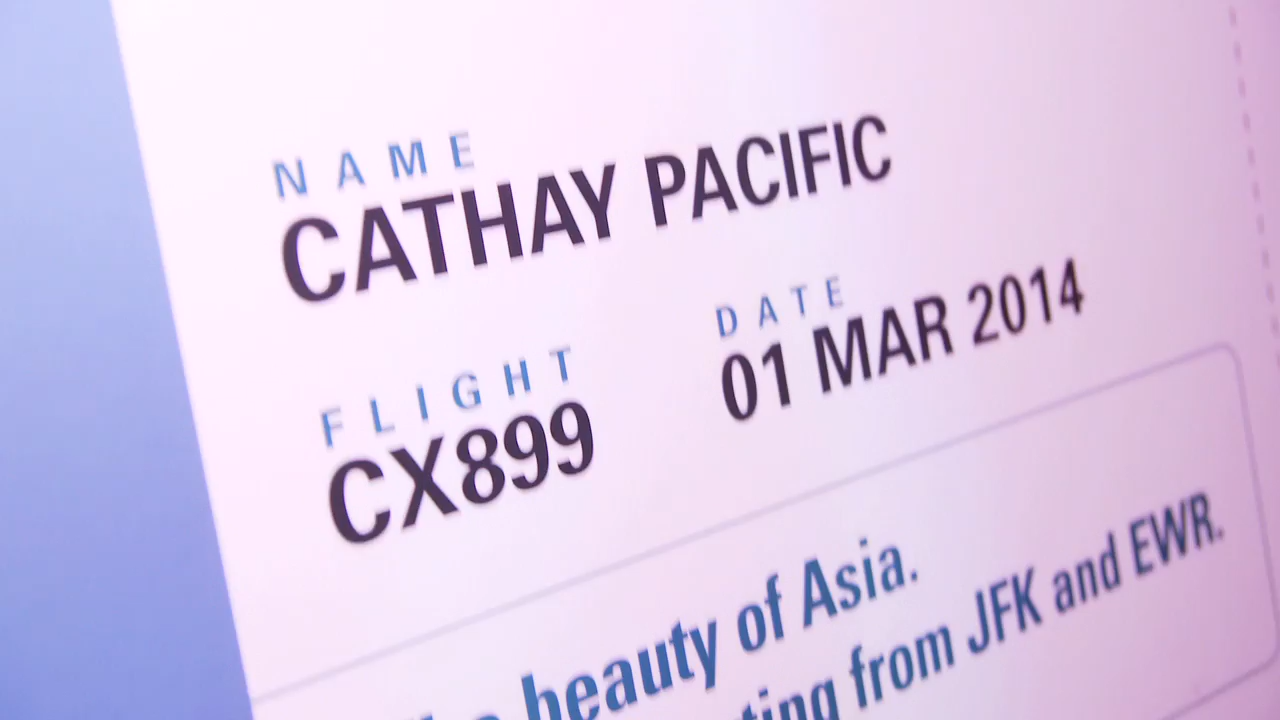 NAME
CATHAY PACIFIC
FLIGHT
DATE
CX899
01 MAR 2014
beauty of Asia.
from JFK and EWR.